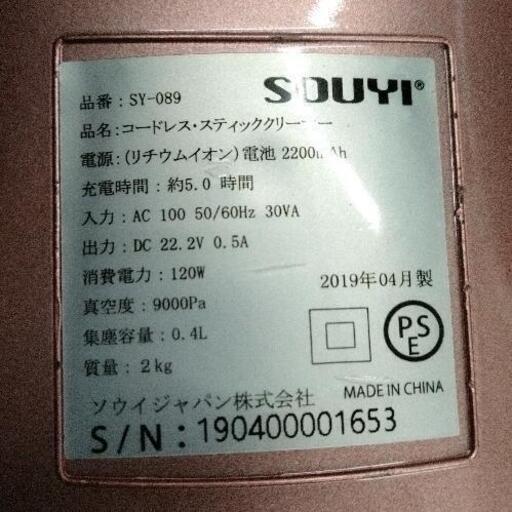 SOUYI®
品番：SY-089
品名：コードレス・スティッククリーナー
電源：(リチウムイオン)電池 2200mAh
充電時間：約5.0 時間
入力：AC 100 50/60Hz 30VA
出力：DC 22.2V 0.5A
消費電力：120W
2019年04月製
真空度：9000Pa
集塵容量：0.4L
質量：2kg
PSE
ソウイジャパン株式会社
MADE IN CHINA
S/N：190400001653